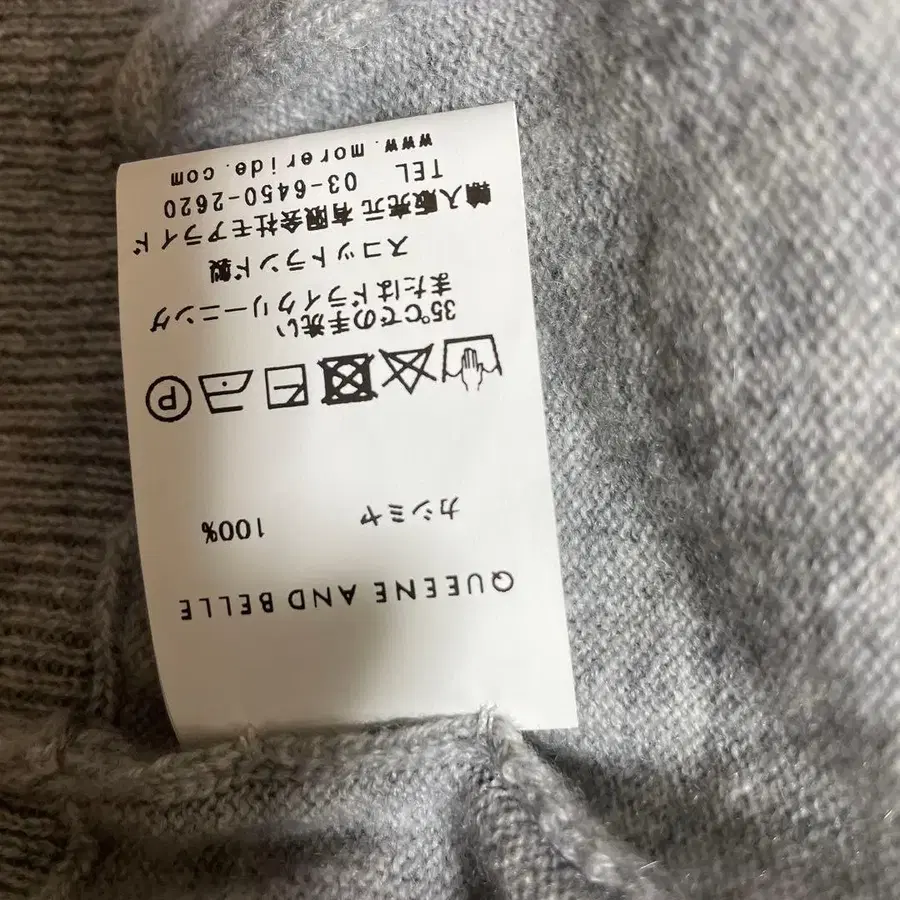 QUEENE AND BELLE
カシミヤ 100%
P
35℃での手洗い
またはドライクリーニング
スコットランド製
輸入販売元 有限会社モアライド
TEL 03-6450-2620
www.moreride.com